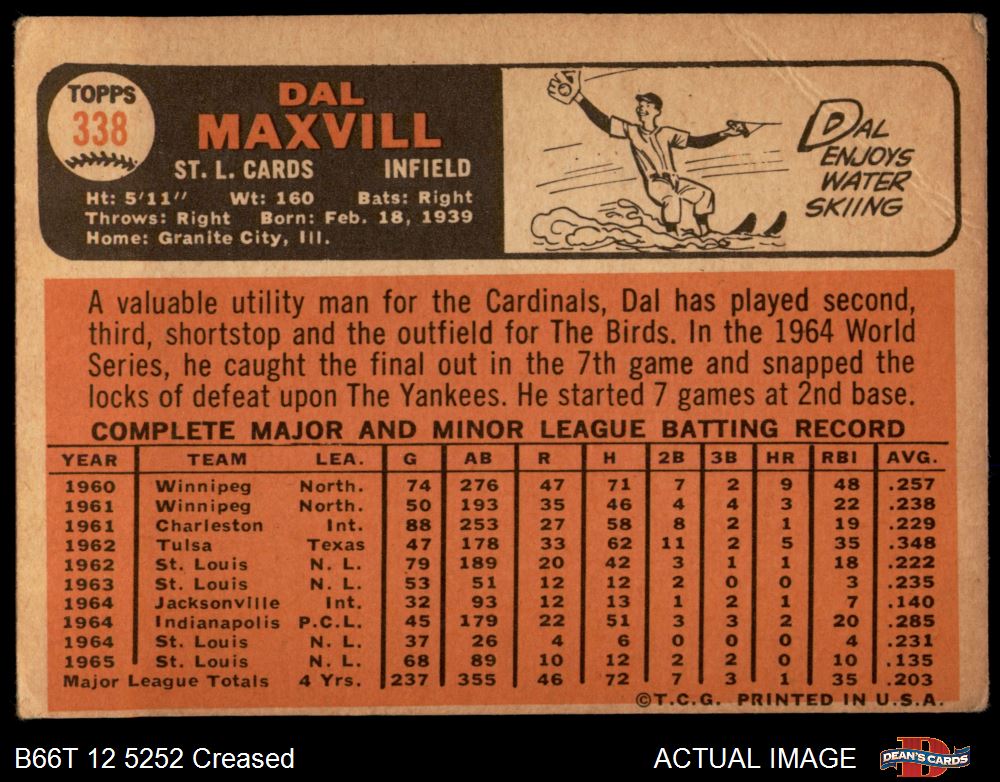 TOPPS
338
DAL
MAXVILL
ST. L. CARDS INFIELD
Ht: 5'11" Wt: 160 Bats: Right
Throws: Right Born: Feb. 18, 1939
Home: Granite City, Ill.
DAL
ENJOYS
WATER
SKIING
A valuable utility man for the Cardinals, Dal has played second,
third, shortstop and the outfield for The Birds. In the 1964 World
Series, he caught the final out in the 7th game and snapped the
locks of defeat upon The Yankees. He started 7 games at 2nd base.
COMPLETE MAJOR AND MINOR LEAGUE BATTING RECORD
YEAR TEAM LEA. G AB R H 2B 3B HR RBI AVG.
1960 Winnipeg North. 74 276 47 71 7 2 9 48 .257
1961 Winnipeg North. 50 193 35 46 4 4 3 22 .238
1961 Charleston Int. 88 253 27 58 8 2 1 19 .229
1962 Tulsa Texas 47 178 33 62 11 2 5 35 .348
1962 St. Louis N. L. 79 189 20 42 3 1 1 18 .222
1963 St. Louis N. L. 53 51 12 12 2 0 0 3 .235
1964 Jacksonville Int. 32 93 12 13 1 2 1 7 .140
1964 Indianapolis P.C.L. 45 179 22 51 3 3 2 20 .285
1964 St. Louis N. L. 37 26 4 6 0 0 0 4 .231
1965 St. Louis N. L. 68 89 10 12 2 2 0 10 .135
Major League Totals 4 Yrs. 237 355 46 72 7 3 1 35 .203
©T.C.G. PRINTED IN U.S.A.
B66T 12 5252 Creased ACTUAL IMAGE
DEAN'S CARDS